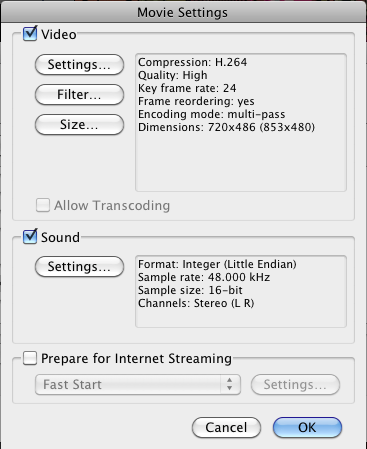 Movie Settings
Video
Settings...
Filter...
Size...
Compression: H.264
Quality: High
Key frame rate: 24
Frame reordering: yes
Encoding mode: multi-pass
Dimensions: 720x486 (853x480)
Allow Transcoding
Sound
Settings...
Format: Integer (Little Endian)
Sample rate: 48.000 kHz
Sample size: 16-bit
Channels: Stereo (L R)
Prepare for Internet Streaming
Fast Start
Settings...
Cancel
OK